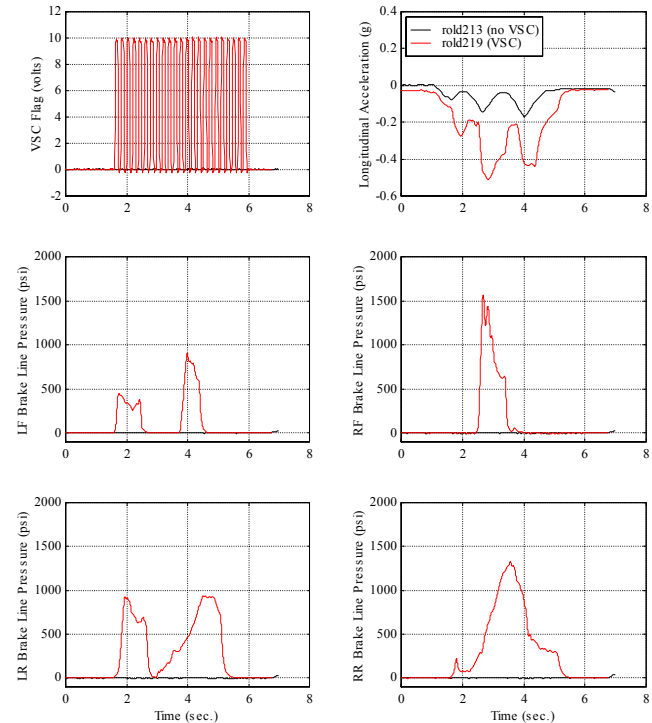 VSC Flag (volts)
12
10
8
6
4
2
0
-2
0 2 4 6 8
Longitudinal Acceleration (g)
0.4
0.2
0
-0.2
-0.4
-0.6
0 2 4 6 8
rold213 (no VSC)
rold219 (VSC)
LF Brake Line Pressure (psi)
2000
1500
1000
500
0
0 2 4 6 8
RF Brake Line Pressure (psi)
2000
1500
1000
500
0
0 2 4 6 8
LR Brake Line Pressure (psi)
2000
1500
1000
500
0
0 2 4 6 8
Time (sec.)
RR Brake Line Pressure (psi)
2000
1500
1000
500
0
0 2 4 6 8
Time (sec.)